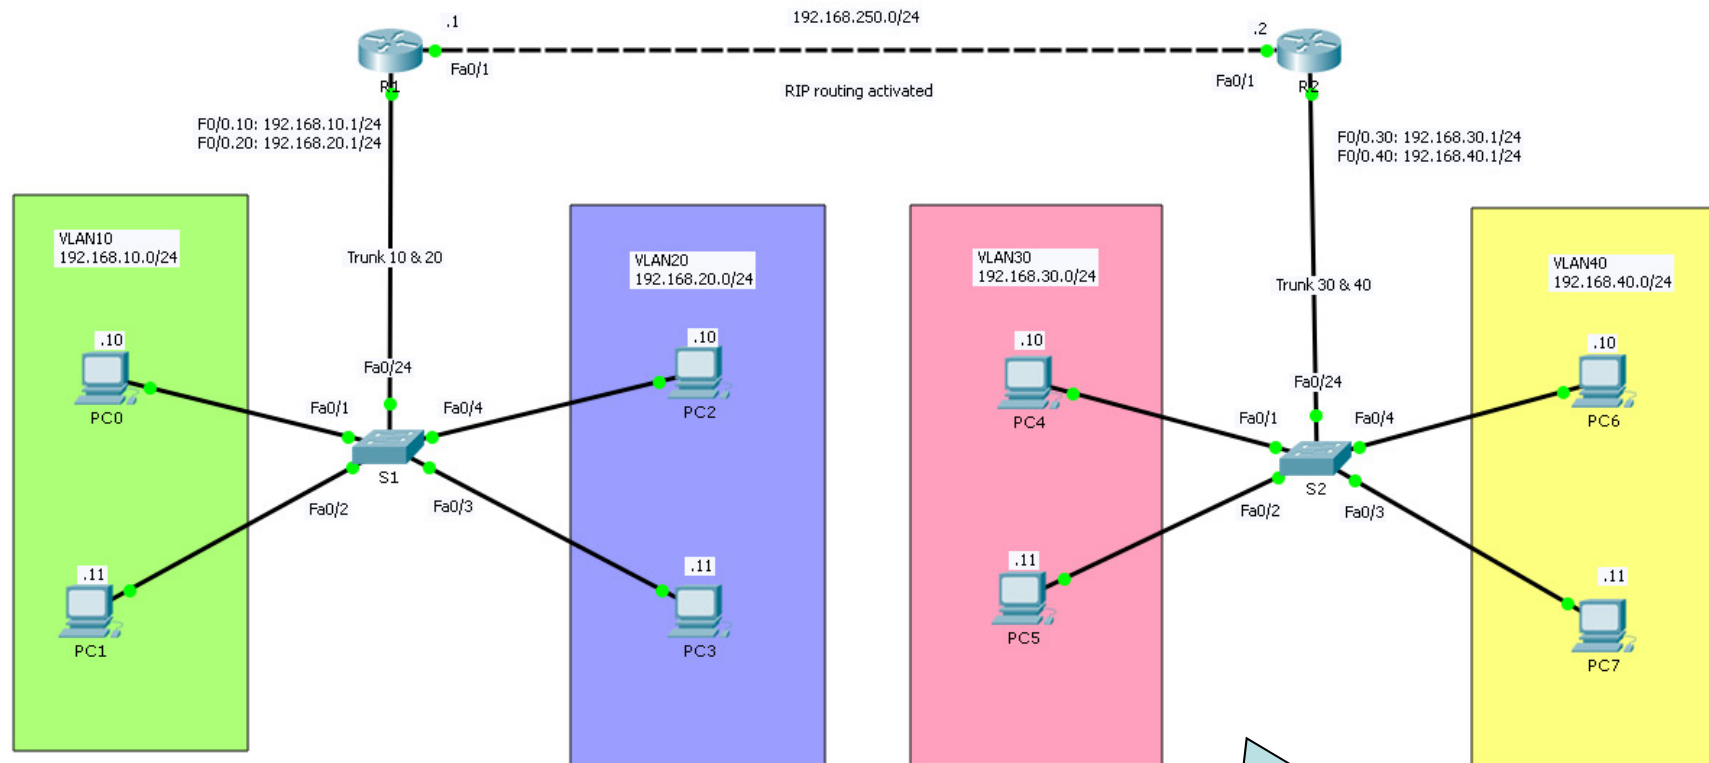 192.168.250.0/24
.1
.2
Fa0/1
Fa0/1
R1
R2
RIP routing activated
F0/0.10: 192.168.10.1/24
F0/0.20: 192.168.20.1/24
F0/0.30: 192.168.30.1/24
F0/0.40: 192.168.40.1/24
VLAN10
192.168.10.0/24
Trunk 10 & 20
VLAN20
192.168.20.0/24
VLAN30
192.168.30.0/24
Trunk 30 & 40
VLAN40
192.168.40.0/24
.10
PC0
Fa0/24
Fa0/1
Fa0/4
.10
PC2
S1
Fa0/2
Fa0/3
.11
PC1
.11
PC3
.10
PC4
Fa0/24
Fa0/1
Fa0/4
.10
PC6
S2
Fa0/2
Fa0/3
.11
PC5
.11
PC7